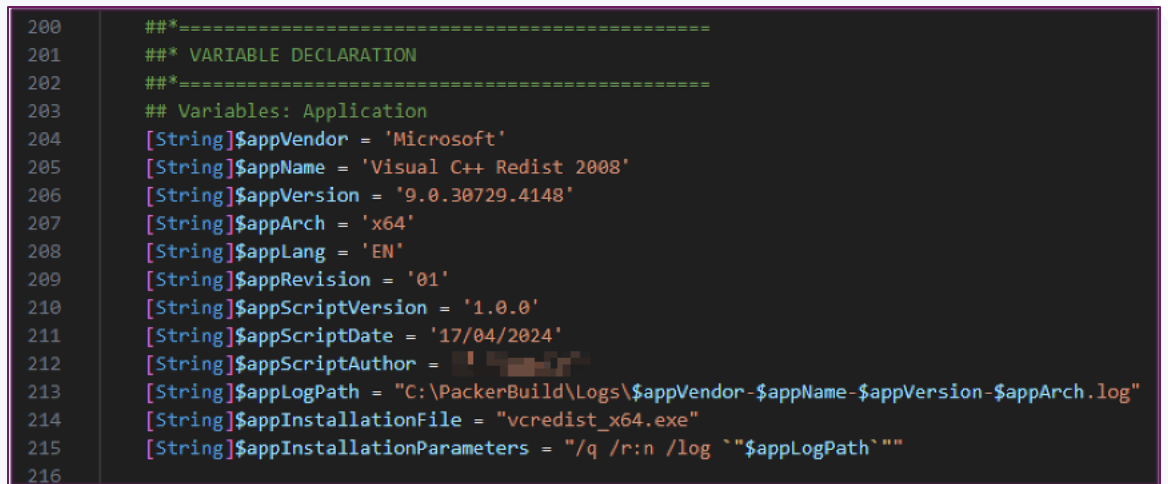 200 ##*===============================================
201 ##* VARIABLE DECLARATION
202 ##*===============================================
203 ## Variables: Application
204 [String]$appVendor = 'Microsoft'
205 [String]$appName = 'Visual C++ Redist 2008'
206 [String]$appVersion = '9.0.30729.4148'
207 [String]$appArch = 'x64'
208 [String]$appLang = 'EN'
209 [String]$appRevision = '01'
210 [String]$appScriptVersion = '1.0.0'
211 [String]$appScriptDate = '17/04/2024'
212 [String]$appScriptAuthor =
213 [String]$appLogPath = "C:\PackerBuild\Logs\$appVendor-$appName-$appVersion-$appArch.log"
214 [String]$appInstallationFile = "vcredist_x64.exe"
215 [String]$appInstallationParameters = "/q /r:n /log `"$appLogPath`""
216